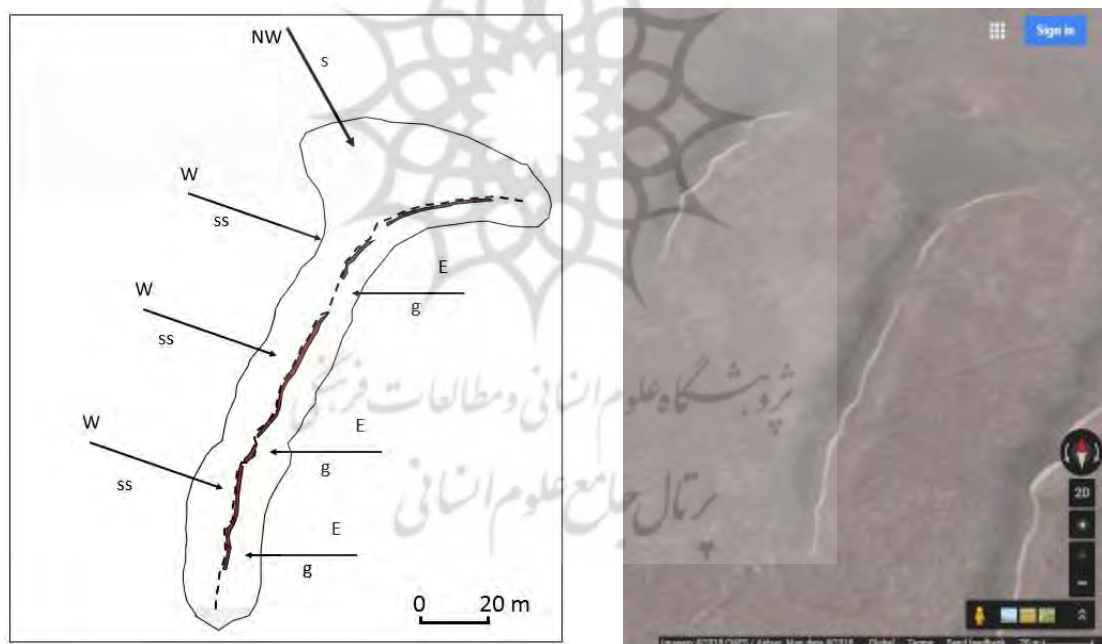 NW
s
W
ss
E
g
W
ss
W
ss
E
g
E
g
0 20 m
Sign in
2D
پژوهشگاه علوم انسانی و مطالعات فرهنگی
پرتال جامع علوم انسانی